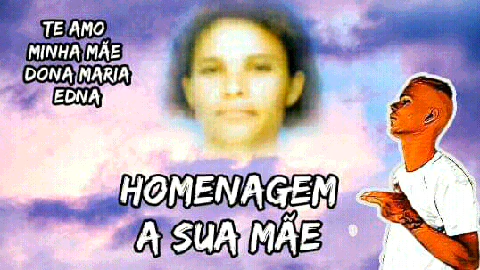 TE AMO
MINHA MÃE
DONA MARIA
EDNA
HOMENAGEM
A SUA MÃE